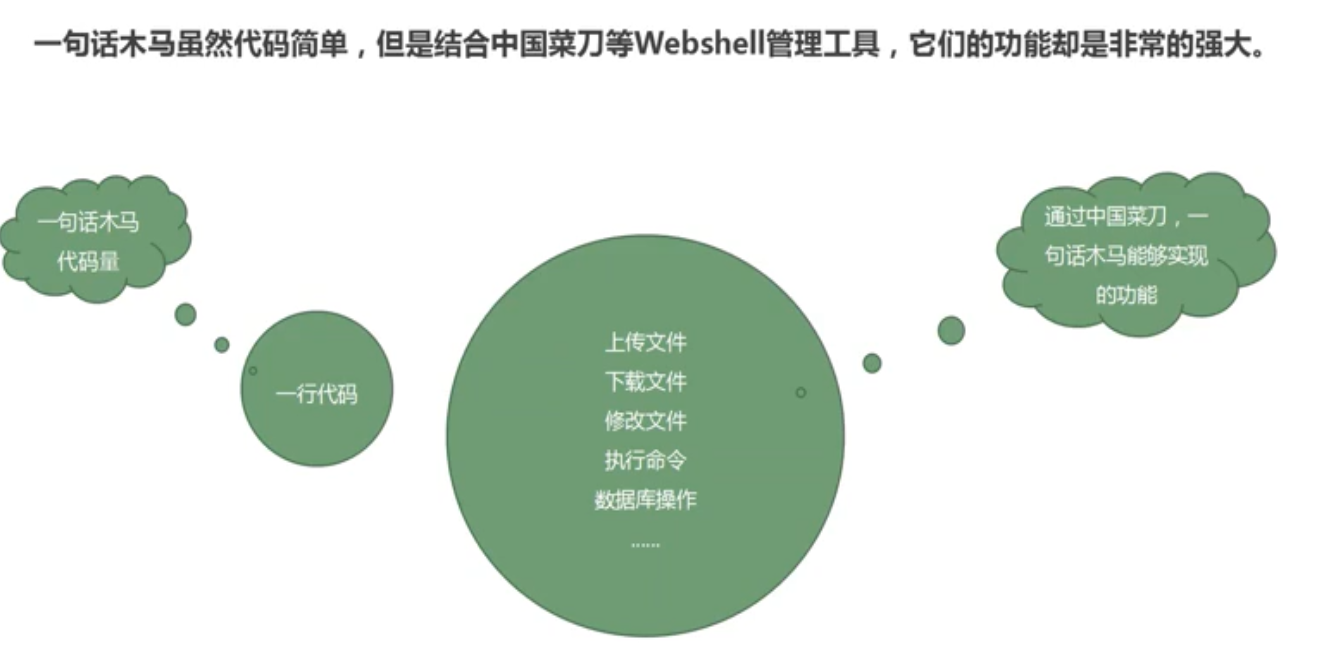 一句话木马虽然代码简单，但是结合中国菜刀等Webshell管理工具，它们的功能却是非常的强大。
一句话木马
代码量
一行代码
上传文件
下载文件
修改文件
执行命令
数据库操作
......
通过中国菜刀，一
句话木马能够实现
的功能